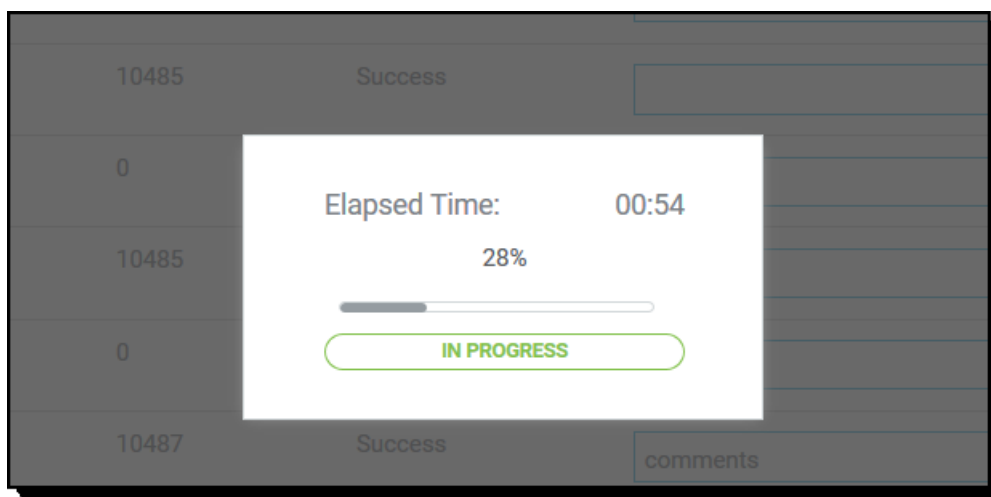 10485 Success
0
Elapsed Time: 00:54
28%
10485
0
IN PROGRESS
10487 Success
comments